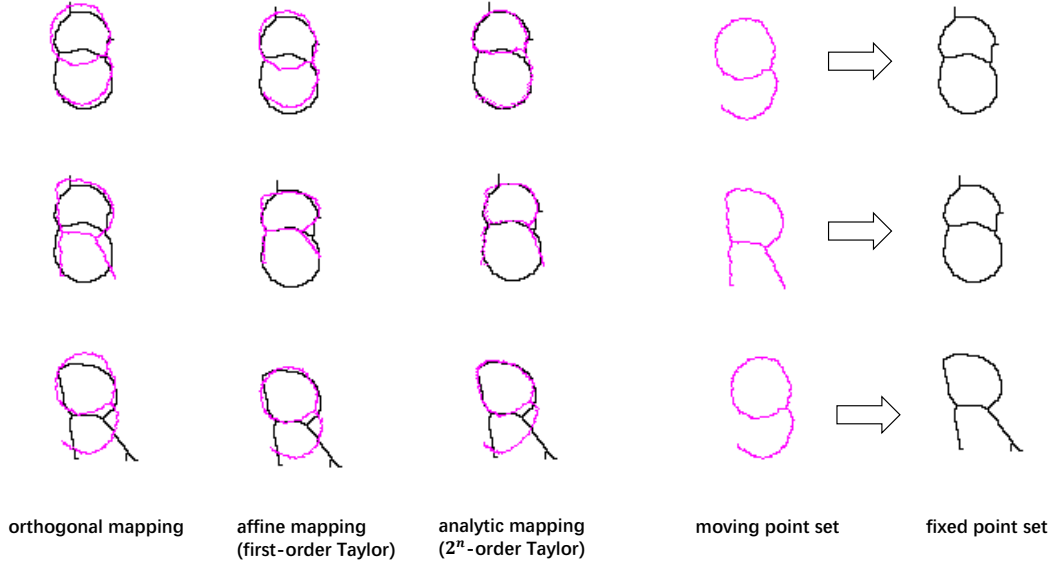 orthogonal mapping
affine mapping
(first-order Taylor)
analytic mapping
(2ⁿ-order Taylor)
moving point set
fixed point set